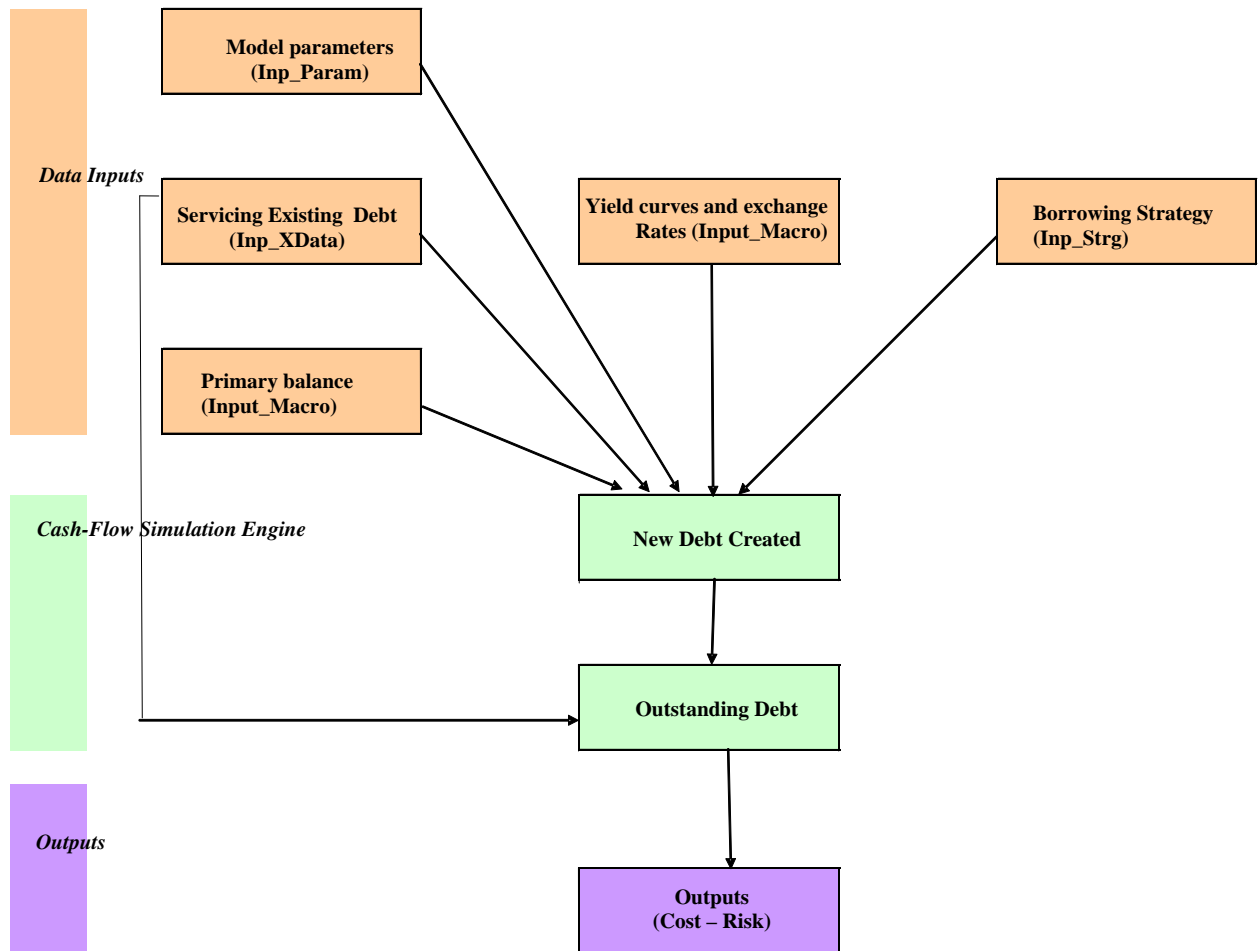 Model parameters
(Inp_Param)
Data Inputs
Servicing Existing Debt
(Inp_XData)
Yield curves and exchange
Rates (Input_Macro)
Borrowing Strategy
(Inp_Strg)
Primary balance
(Input_Macro)
Cash-Flow Simulation Engine
New Debt Created
Outstanding Debt
Outputs
Outputs
(Cost – Risk)